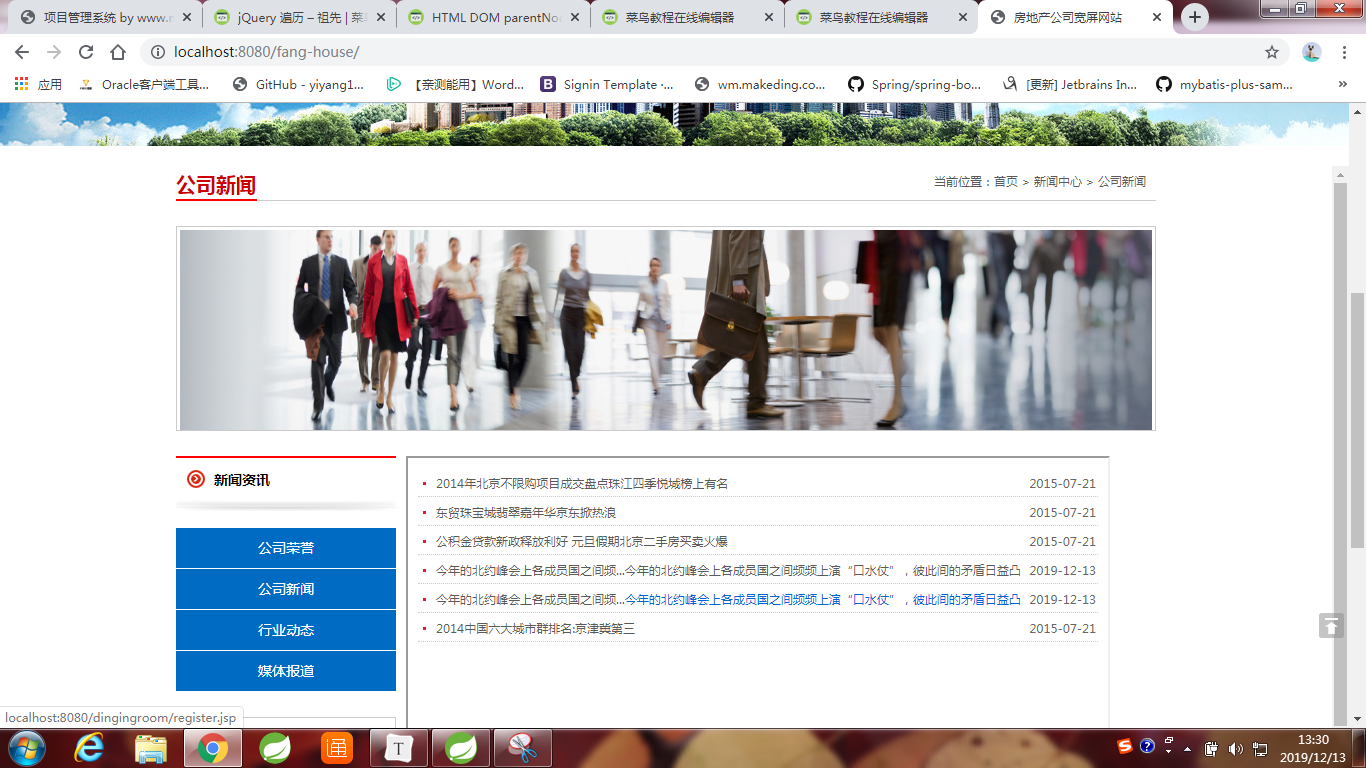 项目管理系统 by www.m
jQuery 遍历 – 祖先 | 菜鸟
HTML DOM parentNo
菜鸟教程在线编辑器
菜鸟教程在线编辑器
房地产公司宽屏网站
localhost:8080/fang-house/
应用
Oracle客户端工具...
GitHub - yiyang1...
【亲测能用】Word...
Signin Template ·...
wm.makeding.co...
Spring/spring-bo...
[更新] Jetbrains In...
mybatis-plus-sam...
»
公司新闻
当前位置：首页 > 新闻中心 > 公司新闻
新闻资讯
公司荣誉
公司新闻
行业动态
媒体报道
2014年北京不限购项目成交盘点珠江四季悦城榜上有名 2015-07-21
东贸珠宝城翡翠嘉年华京东掀热浪 2015-07-21
公积金贷款新政释放利好 元旦假期北京二手房买卖火爆 2015-07-21
今年的北约峰会上各成员国之间频...今年的北约峰会上各成员国之间频频上演“口水仗”，彼此间的矛盾日益凸 2019-12-13
今年的北约峰会上各成员国之间频...今年的北约峰会上各成员国之间频频上演“口水仗”，彼此间的矛盾日益凸 2019-12-13
2014中国六大城市群排名:京津冀第三 2015-07-21
localhost:8080/dingingroom/register.jsp
T
13:30
2019/12/13